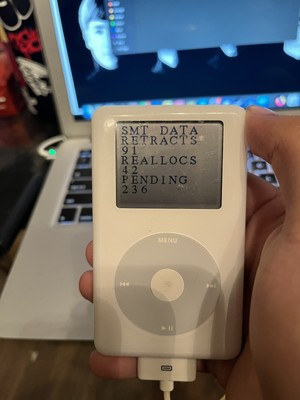 SMT DATA
RETRACTS
91
REALLOCS
42
PENDING
236
MENU